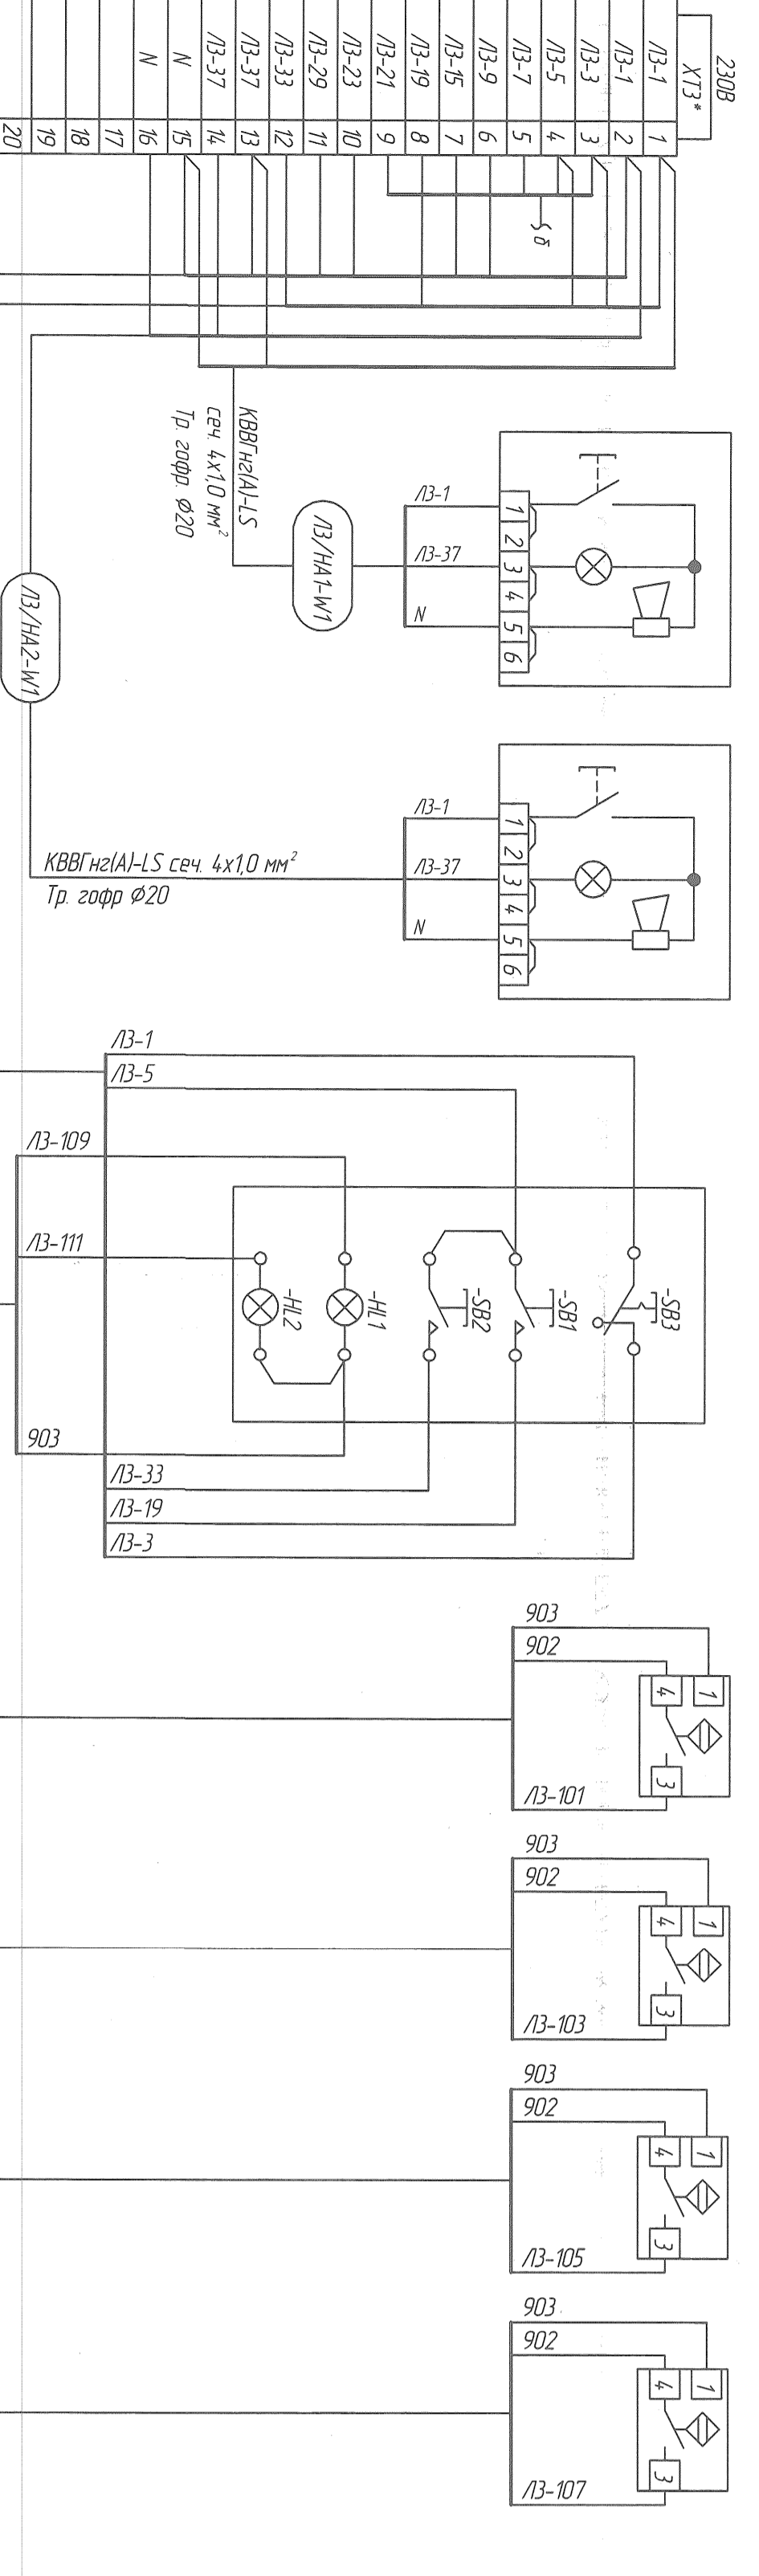 230В
ХТ3*
Л3-1
1
Л3-1
2
Л3-3
3
Л3-5
4
Л3-7
5
Л3-9
6
Л3-15
7
Л3-19
8
Л3-21
9
Л3-23
10
Л3-29
11
Л3-33
12
Л3-37
13
Л3-37
14
N
15
N
16
17
18
19
20
КВВГнг(А)-LS
сеч. 4х1,0 мм²
Тр. гофр. Ø20
Л3/НА1-W1
Л3-1
Л3-37
N
1
2
3
4
5
6
Л3/НА2-W1
КВВГнг(А)-LS сеч. 4х1,0 мм²
Тр. гофр Ø20
Л3-1
Л3-37
N
1
2
3
4
5
6
Л3-1
Л3-5
Л3-109
Л3-111
-SB3
-SB1
-SB2
-HL1
-HL2
903
Л3-33
Л3-19
Л3-3
903
902
1
4
3
Л3-101
903
902
1
4
3
Л3-103
903
902
1
4
3
Л3-105
903
902
1
4
3
Л3-107